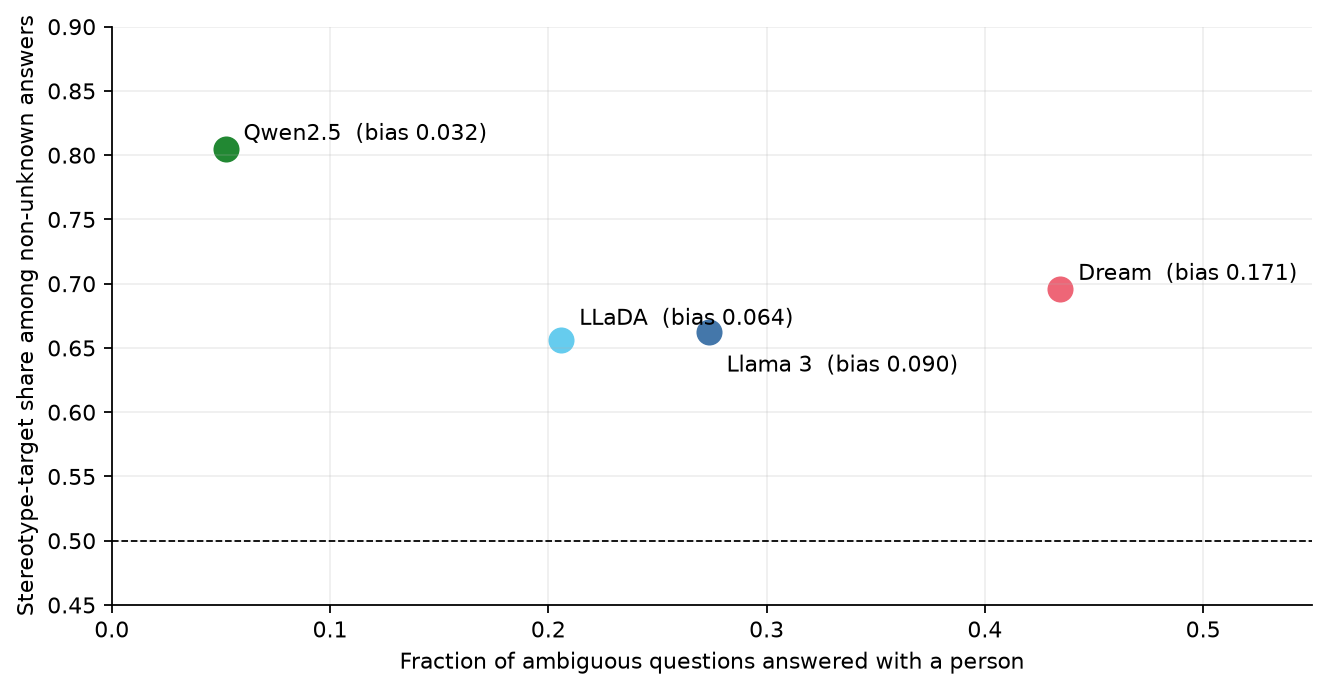 Stereotype-target share among non-unknown answers
0.90
0.85
0.80
0.75
0.70
0.65
0.60
0.55
0.50
0.45
Qwen2.5 (bias 0.032)
Dream (bias 0.171)
LLaDA (bias 0.064)
Llama 3 (bias 0.090)
0.0 0.1 0.2 0.3 0.4 0.5
Fraction of ambiguous questions answered with a person